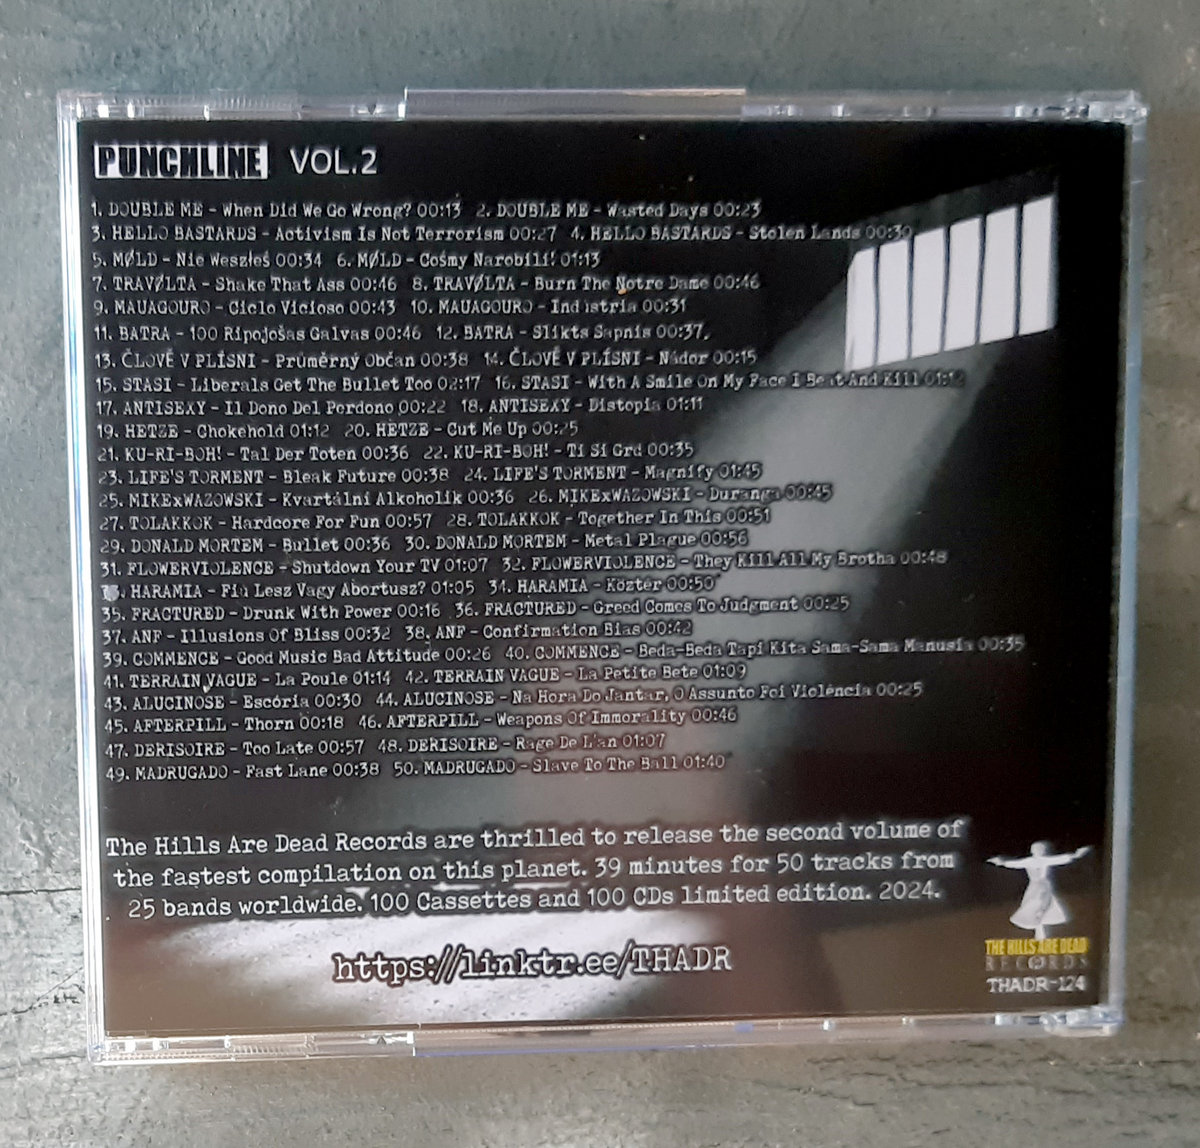 PUNCHLINE VOL.2
1. DOUBLE ME - When Did We Go Wrong? 00:13 2. DOUBLE ME - Wasted Days 00:23
3. HELLO BASTARDS - Activism Is Not Terrorism 00:27 4. HELLO BASTARDS - Stolen Lands 00:30
5. MØLD - Nie Weszłeś 00:34 6. MØLD - Cośmy Narobili! 01:13
7. TRAVØLTA - Shake That Ass 00:46 8. TRAVØLTA - Burn The Notre Dame 00:46
9. MAUAGOURO - Ciclo Vicioso 00:43 10. MAUAGOURO - Industria 00:31
11. BATRA - 100 Ripojošas Galvas 00:46 12. BATRA - Slikts Sapnis 00:37
13. ČLOVĚ V PLÍSNI - Průměrný Občan 00:38 14. ČLOVĚ V PLÍSNI - Nádor 00:15
15. STASI - Liberals Get The Bullet Too 02:17 16. STASI - With A Smile On My Face I Beat And Kill 01:12
17. ANTISEXY - Il Dono Del Perdono 00:22 18. ANTISEXY - Distopia 01:11
19. HETZE - Chokehold 01:12 20. HETZE - Cut Me Up 00:25
21. KU-RI-BOH! - Tal Der Toten 00:36 22. KU-RI-BOH! - Ti Si Grd 00:35
23. LIFE'S TORMENT - Bleak Future 00:38 24. LIFE'S TORMENT - Magnify 01:45
25. MIKExWAZOWSKI - Kvartální Alkoholik 00:36 26. MIKExWAZOWSKI - Duranga 00:45
27. TOLAKKOK - Hardcore For Fun 00:57 28. TOLAKKOK - Together In This 00:51
29. DONALD MORTEM - Bullet 00:36 30. DONALD MORTEM - Metal Plague 00:56
31. FLOWERVIOLENCE - Shutdown Your TV 01:07 32. FLOWERVIOLENCE - They Kill All My Brotha 00:48
33. HARAMIA - Fiú Lesz Vagy Abortusz? 01:05 34. HARAMIA - Köztér 00:50
35. FRACTURED - Drunk With Power 00:16 36. FRACTURED - Greed Comes To Judgment 00:25
37. ANF - Illusions Of Bliss 00:32 38. ANF - Confirmation Bias 00:42
39. COMMENCE - Good Music Bad Attitude 00:26 40. COMMENCE - Beda-Beda Tapi Kita Sama-Sama Manusia 00:35
41. TERRAIN VAGUE - La Poule 01:14 42. TERRAIN VAGUE - La Petite Bete 01:09
43. ALUCINOSE - Escória 00:30 44. ALUCINOSE - Na Hora Do Jantar, O Assunto Foi Violência 00:25
45. AFTERPILL - Thorn 00:18 46. AFTERPILL - Weapons Of Immorality 00:46
47. DERISOIRE - Too Late 00:57 48. DERISOIRE - Rage De L'an 01:07
49. MADRUGADO - Fast Lane 00:38 50. MADRUGADO - Slave To The Ball 01:40
The Hills Are Dead Records are thrilled to release the second volume of
the fastest compilation on this planet. 39 minutes for 50 tracks from
25 bands worldwide. 100 Cassettes and 100 CDs limited edition. 2024.
https://linktr.ee/THADR
THE HILLS ARE DEAD
RECORDS
THADR-124